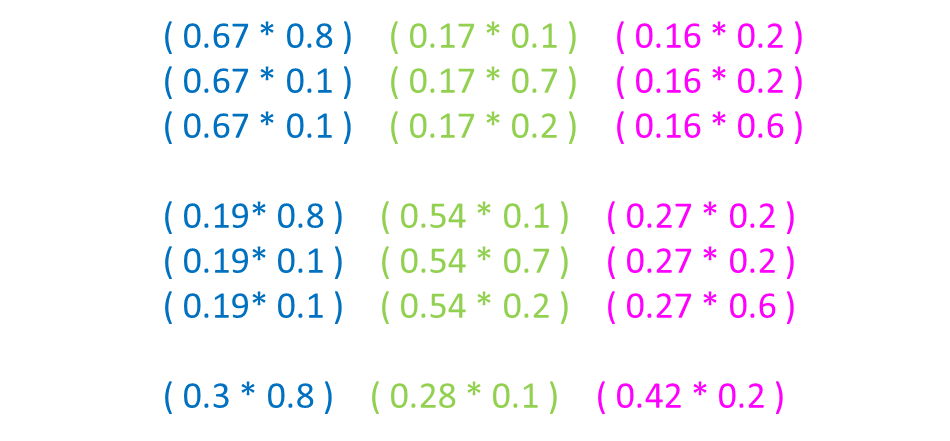 ( 0.67 * 0.8 ) ( 0.17 * 0.1 ) ( 0.16 * 0.2 )
( 0.67 * 0.1 ) ( 0.17 * 0.7 ) ( 0.16 * 0.2 )
( 0.67 * 0.1 ) ( 0.17 * 0.2 ) ( 0.16 * 0.6 )
( 0.19* 0.8 ) ( 0.54 * 0.1 ) ( 0.27 * 0.2 )
( 0.19* 0.1 ) ( 0.54 * 0.7 ) ( 0.27 * 0.2 )
( 0.19* 0.1 ) ( 0.54 * 0.2 ) ( 0.27 * 0.6 )
( 0.3 * 0.8 ) ( 0.28 * 0.1 ) ( 0.42 * 0.2 )